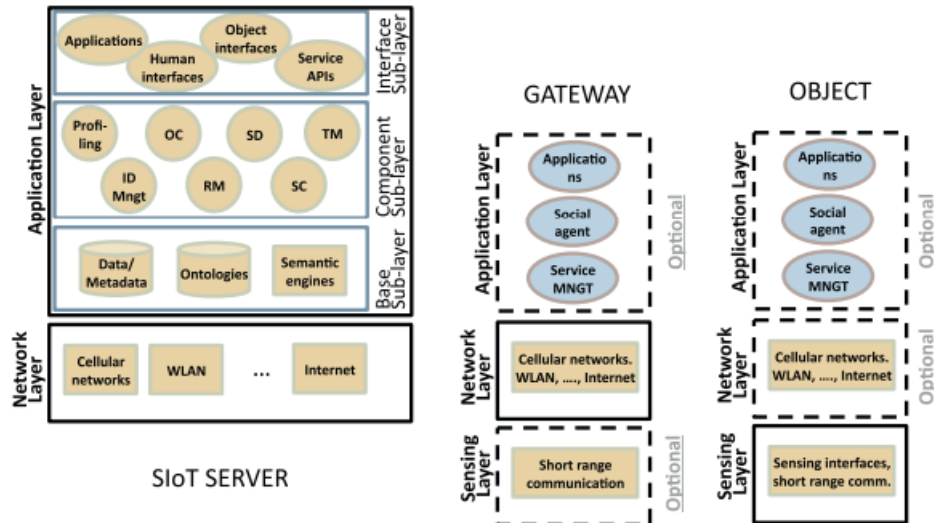 Applications
Object
interfaces
Human
interfaces
Service
APIs
Interface
Sub-layer
Profi-
ling
OC
SD
TM
ID
Mngt
RM
SC
Component
Sub-layer
Data/
Metadata
Ontologies
Semantic
engines
Base
Sub-layer
Application Layer
Cellular
networks
WLAN
...
Internet
Network
Layer
SIoT SERVER
GATEWAY
Applicatio
ns
Social
agent
Service
MNGT
Application Layer
Optional
Cellular networks.
WLAN, ...., Internet
Network
Layer
Short range
communication
Sensing
Layer
Optional
OBJECT
Applicatio
ns
Social
agent
Service
MNGT
Application Layer
Optional
Cellular networks.
WLAN, ...., Internet
Network
Layer
Optional
Sensing interfaces,
short range comm.
Sensing
Layer